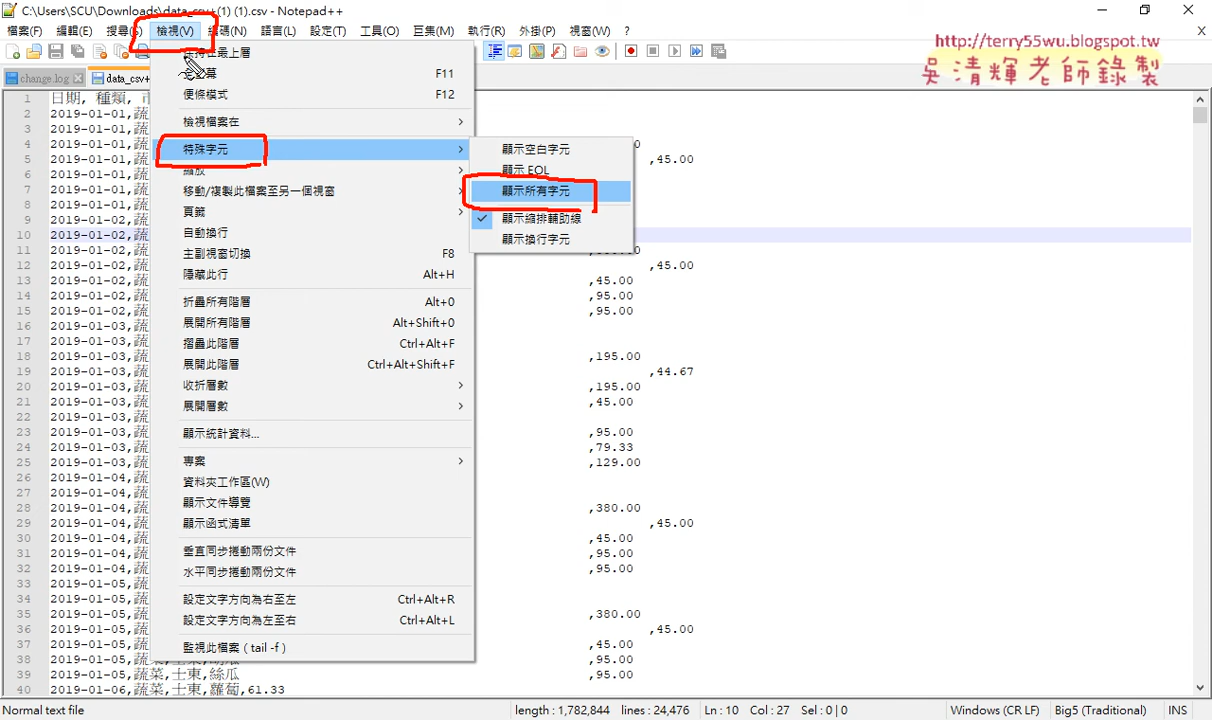 C:\Users\SCU\Downloads\data_csv+(1) (1).csv - Notepad++
檔案(F) 編輯(E) 搜尋(S) 檢視(V) 編碼(N) 語言(L) 設定(T) 工具(O) 巨集(M) 執行(R) 外掛(P) 視窗(W) ?
http://terry55wu.blogspot.tw
吳清輝老師錄製
change.log data_csv+
保持在最上層
全螢幕 F11
便條模式 F12
檢視檔案在
特殊字元
縮放
移動/複製此檔案至另一個視窗
頁籤
自動換行
主副視窗切換 F8
隱藏此行 Alt+H
折疊所有階層 Alt+0
展開所有階層 Alt+Shift+0
摺疊此階層 Ctrl+Alt+F
展開此階層 Ctrl+Alt+Shift+F
收折層數
展開層數
顯示統計資料...
專案
資料夾工作區(W)
顯示文件導覽
顯示函式清單
垂直同步捲動兩份文件
水平同步捲動兩份文件
設定文字方向為右至左 Ctrl+Alt+R
設定文字方向為左至右 Ctrl+Alt+L
監視此檔案 ( tail -f )
顯示空白字元
顯示 EOL
顯示所有字元
顯示縮排輔助線
顯示換行字元
1 日期, 種類, 市
2 2019-01-01,蔬
3 2019-01-01,蔬
4 2019-01-01,蔬 0
5 2019-01-01,蔬 ,45.00
6 2019-01-01,蔬
7 2019-01-01,蔬
8 2019-01-01,蔬
9 2019-01-02,蔬
10 2019-01-02,蔬
11 2019-01-02,蔬
12 2019-01-02,蔬 ,45.00
13 2019-01-02,蔬 ,45.00
14 2019-01-02,蔬 ,95.00
15 2019-01-02,蔬 ,95.00
16 2019-01-03,蔬
17 2019-01-03,蔬
18 2019-01-03,蔬 ,195.00
19 2019-01-03,蔬 ,44.67
20 2019-01-03,蔬 ,195.00
21 2019-01-03,蔬 ,45.00
22 2019-01-03,蔬
23 2019-01-03,蔬 ,95.00
24 2019-01-03,蔬 ,79.33
25 2019-01-03,蔬 ,129.00
26 2019-01-04,蔬
27 2019-01-04,蔬
28 2019-01-04,蔬 ,380.00
29 2019-01-04,蔬 ,45.00
30 2019-01-04,蔬 ,45.00
31 2019-01-04,蔬 ,95.00
32 2019-01-04,蔬 ,95.00
33 2019-01-05,蔬
34 2019-01-05,蔬
35 2019-01-05,蔬 ,380.00
36 2019-01-05,蔬 ,45.00
37 2019-01-05,蔬 ,45.00
38 2019-01-05,蔬 ,95.00
39 2019-01-05,蔬菜,士東,絲瓜 ,95.00
40 2019-01-06,蔬菜,士東,蘿蔔,61.33
Normal text file length : 1,782,844 lines : 24,476 Ln : 10 Col : 27 Sel : 0 | 0 Windows (CR LF) Big5 (Traditional) INS